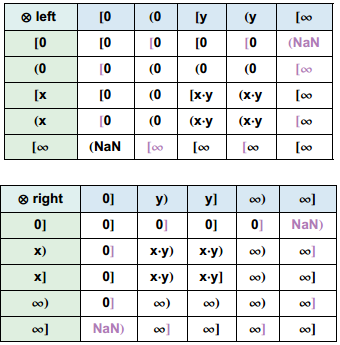 ⊗ left [0 (0 [y (y [∞
[0 [0 [0 [0 [0 (NaN
(0 [0 (0 (0 (0 [∞
[x [0 (0 [x·y (x·y [∞
(x [0 (0 (x·y (x·y [∞
[∞ (NaN [∞ [∞ [∞ [∞
⊗ right 0] y) y] ∞) ∞]
0] 0] 0] 0] 0] NaN)
x) 0] x·y) x·y) ∞) ∞]
x] 0] x·y) x·y] ∞) ∞]
∞) 0] ∞) ∞) ∞) ∞]
∞] NaN) ∞] ∞] ∞] ∞]